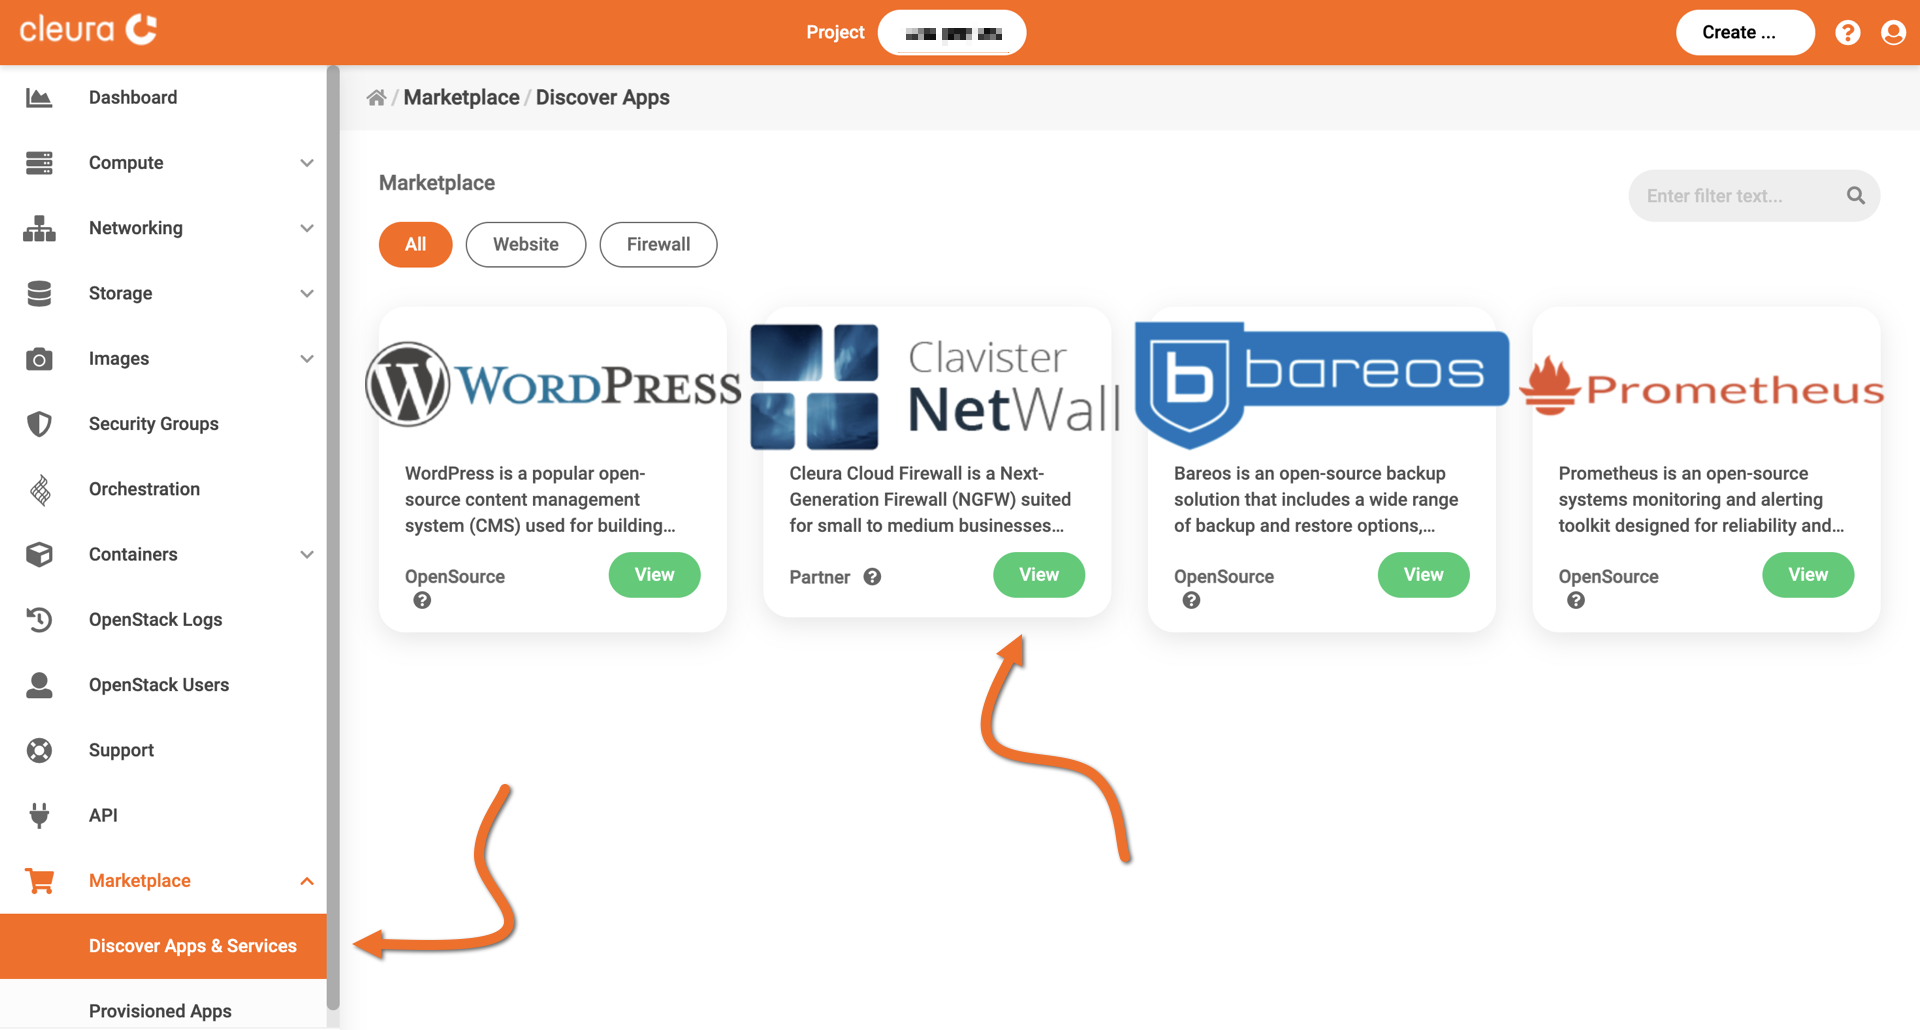 cleura
Project
Create ...
Dashboard
Compute
Networking
Storage
Images
Security Groups
Orchestration
Containers
OpenStack Logs
OpenStack Users
Support
API
Marketplace
Discover Apps & Services
Provisioned Apps
/ Marketplace / Discover Apps
Marketplace
Enter filter text...
All
Website
Firewall
WORDPRESS
WordPress is a popular open-
source content management
system (CMS) used for building...
OpenSource
View
Clavister
NetWall
Cleura Cloud Firewall is a Next-
Generation Firewall (NGFW) suited
for small to medium businesses...
Partner
View
bareos
Bareos is an open-source backup
solution that includes a wide range
of backup and restore options,...
OpenSource
View
Prometheus
Prometheus is an open-source
systems monitoring and alerting
toolkit designed for reliability and...
OpenSource
View